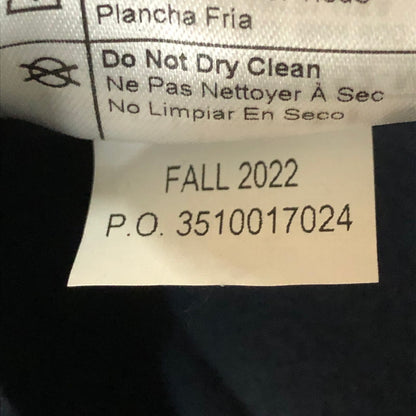 Plancha Fria
Do Not Dry Clean
Ne Pas Nettoyer À Sec
No Limpiar En Seco
FALL 2022
P.O. 3510017024